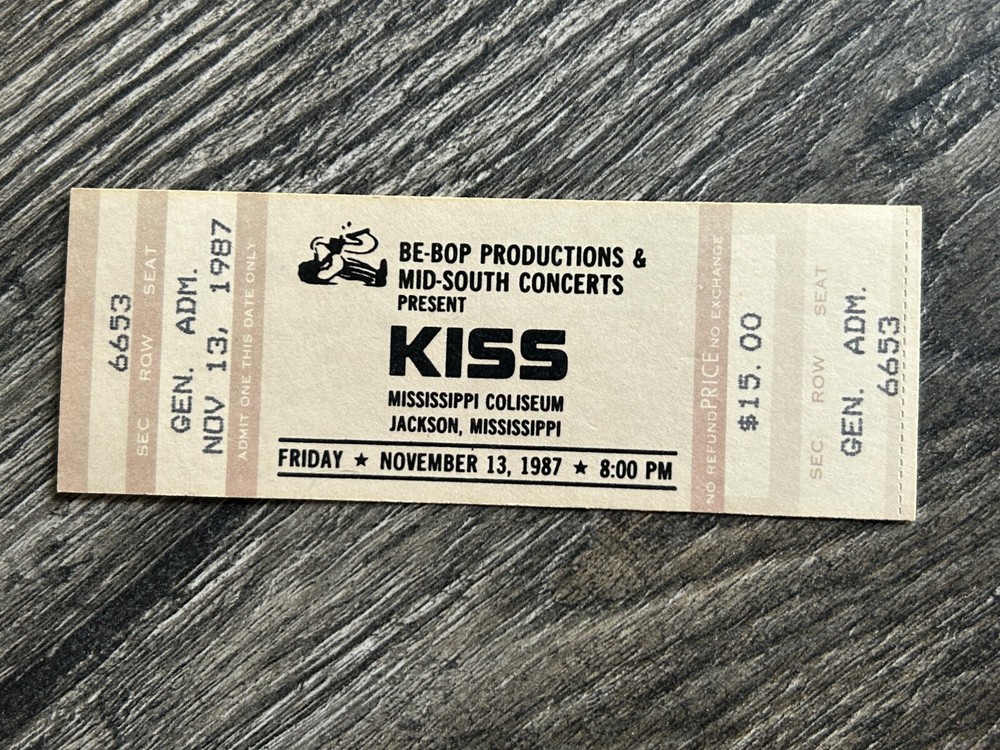 6653
SEC ROW SEAT
GEN. ADM.
NOV 13, 1987
ADMIT ONE THIS DATE ONLY
BE-BOP PRODUCTIONS &
MID-SOUTH CONCERTS
PRESENT
KISS
MISSISSIPPI COLISEUM
JACKSON, MISSISSIPPI
FRIDAY ★ NOVEMBER 13, 1987 ★ 8:00 PM
NO REFUND PRICE NO EXCHANGE
$15.00
SEC ROW SEAT
GEN. ADM.
6653